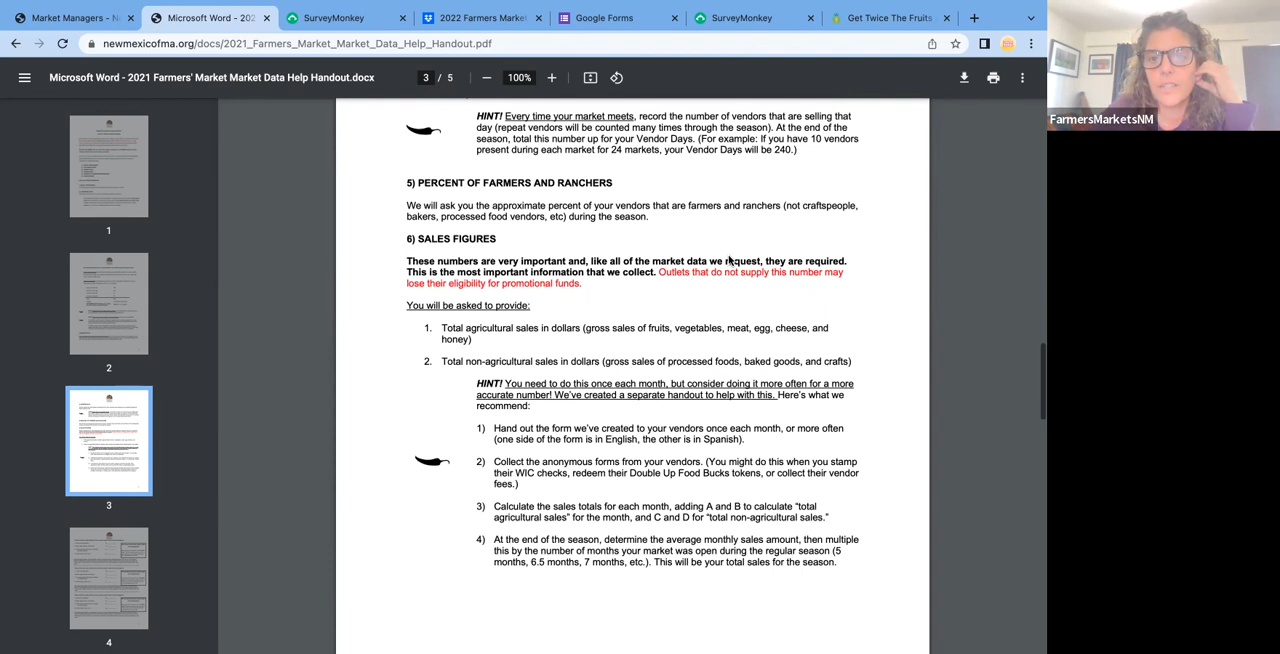 Market Managers - N
Microsoft Word - 202
SurveyMonkey
2022 Farmers Marke
Google Forms
SurveyMonkey
Get Twice The Fruits
newmexicofma.org/docs/2021_Farmers_Market_Market_Data_Help_Handout.pdf
Microsoft Word - 2021 Farmers' Market Market Data Help Handout.docx
3 / 5
100%
FarmersMarketsNM
1
2
3
4
HINT! Every time your market meets, record the number of vendors that are selling that
day (repeat vendors will be counted many times through the season). At the end of the
season, total this number up for your Vendor Days. (For example: If you have 10 vendors
present during each market for 24 markets, your Vendor Days will be 240.)
5) PERCENT OF FARMERS AND RANCHERS
We will ask you the approximate percent of your vendors that are farmers and ranchers (not craftspeople,
bakers, processed food vendors, etc) during the season.
6) SALES FIGURES
These numbers are very important and, like all of the market data we request, they are required.
This is the most important information that we collect. Outlets that do not supply this number may
lose their eligibility for promotional funds.
You will be asked to provide:
1. Total agricultural sales in dollars (gross sales of fruits, vegetables, meat, egg, cheese, and
honey)
2. Total non-agricultural sales in dollars (gross sales of processed foods, baked goods, and crafts)
HINT! You need to do this once each month, but consider doing it more often for a more
accurate number! We've created a separate handout to help with this. Here's what we
recommend:
1) Hand out the form we've created to your vendors once each month, or more often
(one side of the form is in English, the other is in Spanish).
2) Collect the anonymous forms from your vendors. (You might do this when you stamp
their WIC checks, redeem their Double Up Food Bucks tokens, or collect their vendor
fees.)
3) Calculate the sales totals for each month, adding A and B to calculate "total
agricultural sales" for the month, and C and D for "total non-agricultural sales."
4) At the end of the season, determine the average monthly sales amount, then multiple
this by the number of months your market was open during the regular season (5
months, 6.5 months, 7 months, etc.). This will be your total sales for the season.